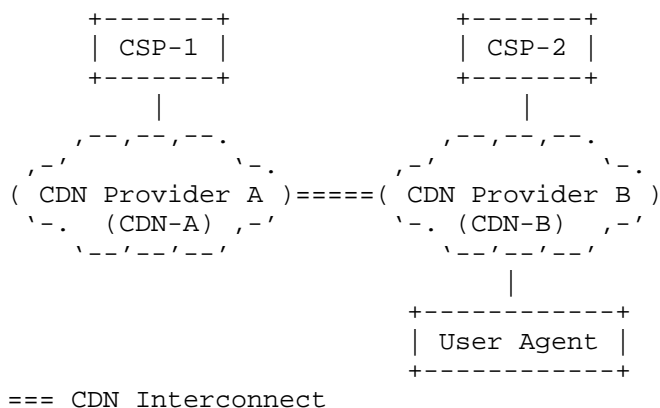 CSP-1 CSP-2
CDN Provider A CDN Provider B
(CDN-A) (CDN-B)
User Agent
=== CDN Interconnect